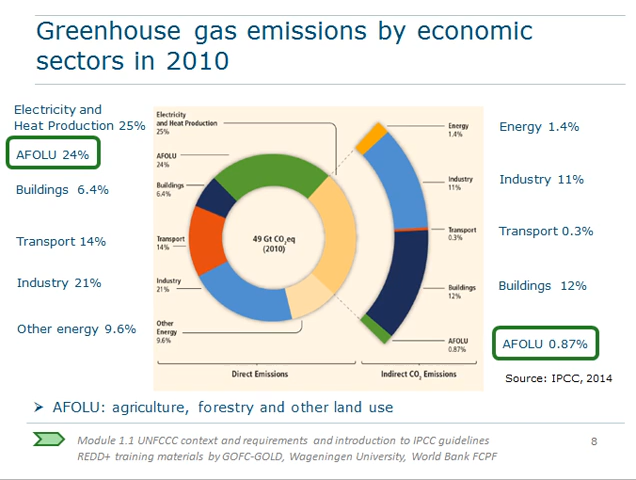 Greenhouse gas emissions by economic
sectors in 2010
Electricity and
Heat Production 25%
AFOLU 24%
Buildings 6.4%
Transport 14%
Industry 21%
Other energy 9.6%
Electricity
and Heat Production
25%
AFOLU
24%
Buildings
6.4%
Transport
14%
Industry
21%
Other
Energy
9.6%
49 Gt CO2eq
(2010)
Direct Emissions
Energy
1.4%
Industry
11%
Transport
0.3%
Buildings
12%
AFOLU
0.87%
Indirect CO2 Emissions
Energy 1.4%
Industry 11%
Transport 0.3%
Buildings 12%
AFOLU 0.87%
Source: IPCC, 2014
➢ AFOLU: agriculture, forestry and other land use
Module 1.1 UNFCCC context and requirements and introduction to IPCC guidelines
REDD+ training materials by GOFC-GOLD, Wageningen University, World Bank FCPF
8